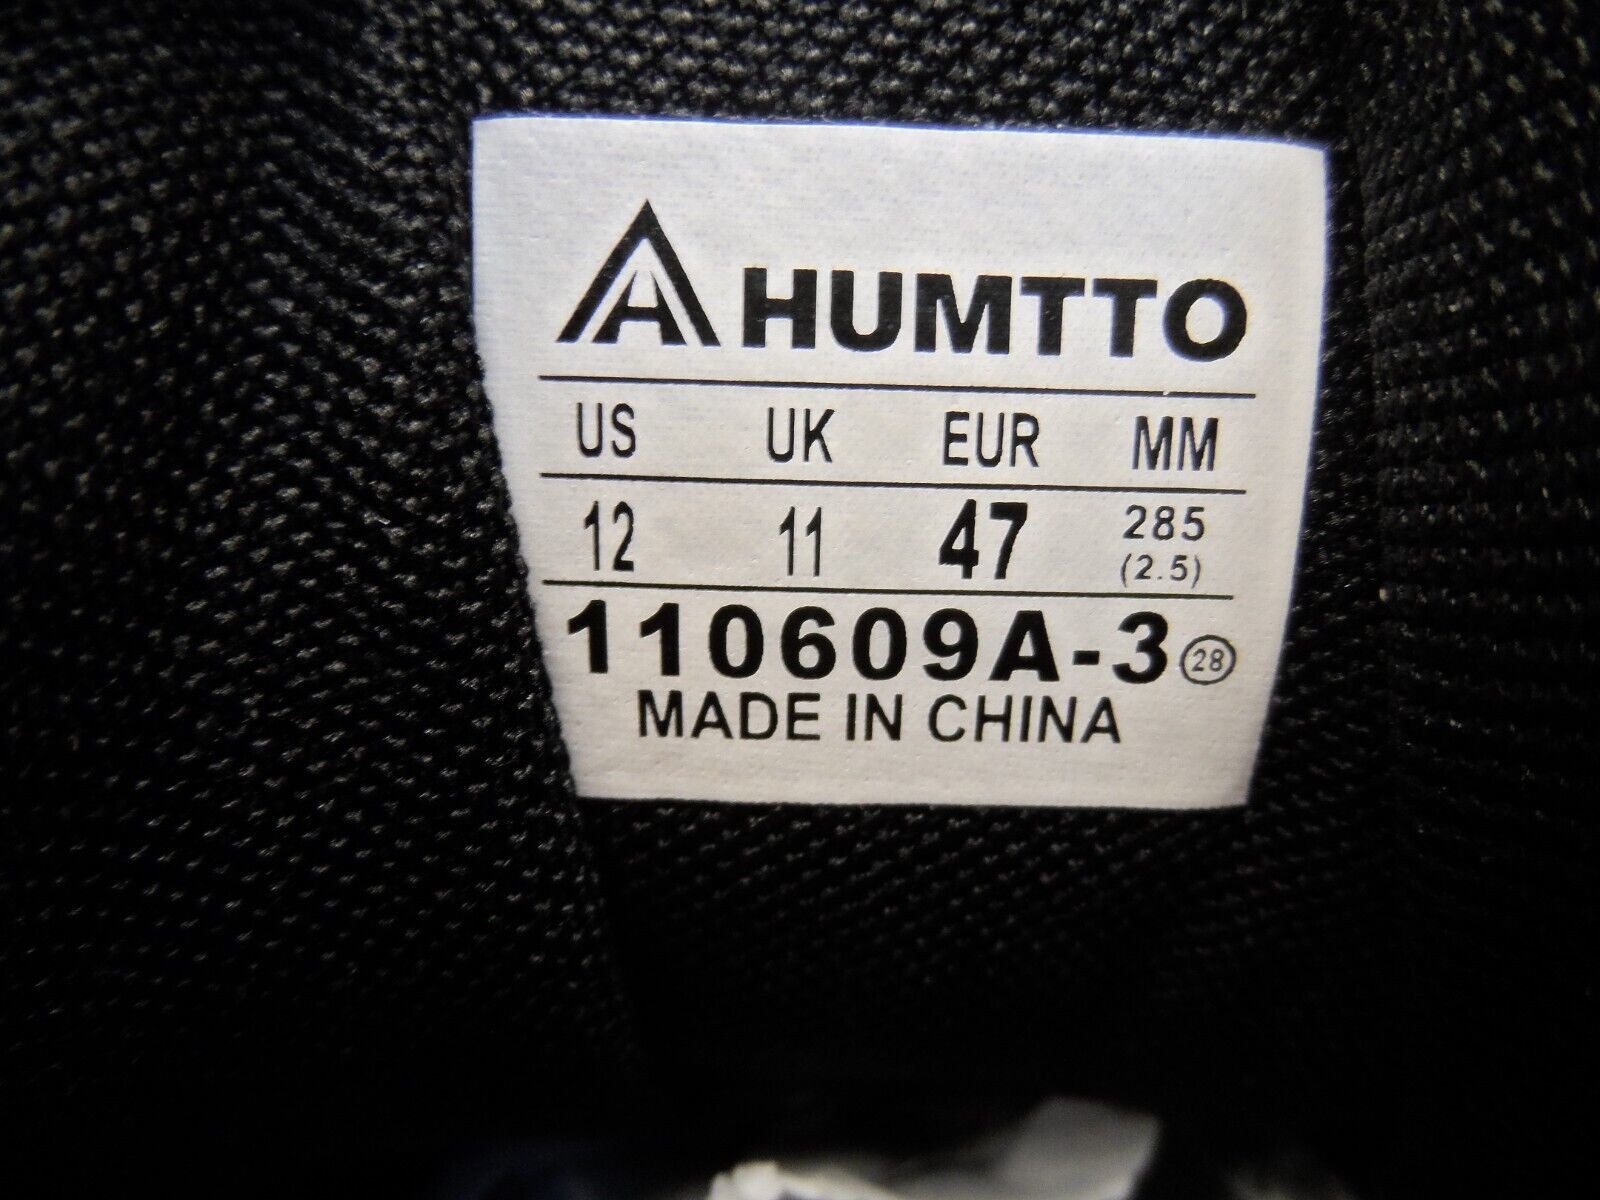 HUMTTO
US UK EUR MM
12 11 47 285 (2.5)
110609A-3 28
MADE IN CHINA